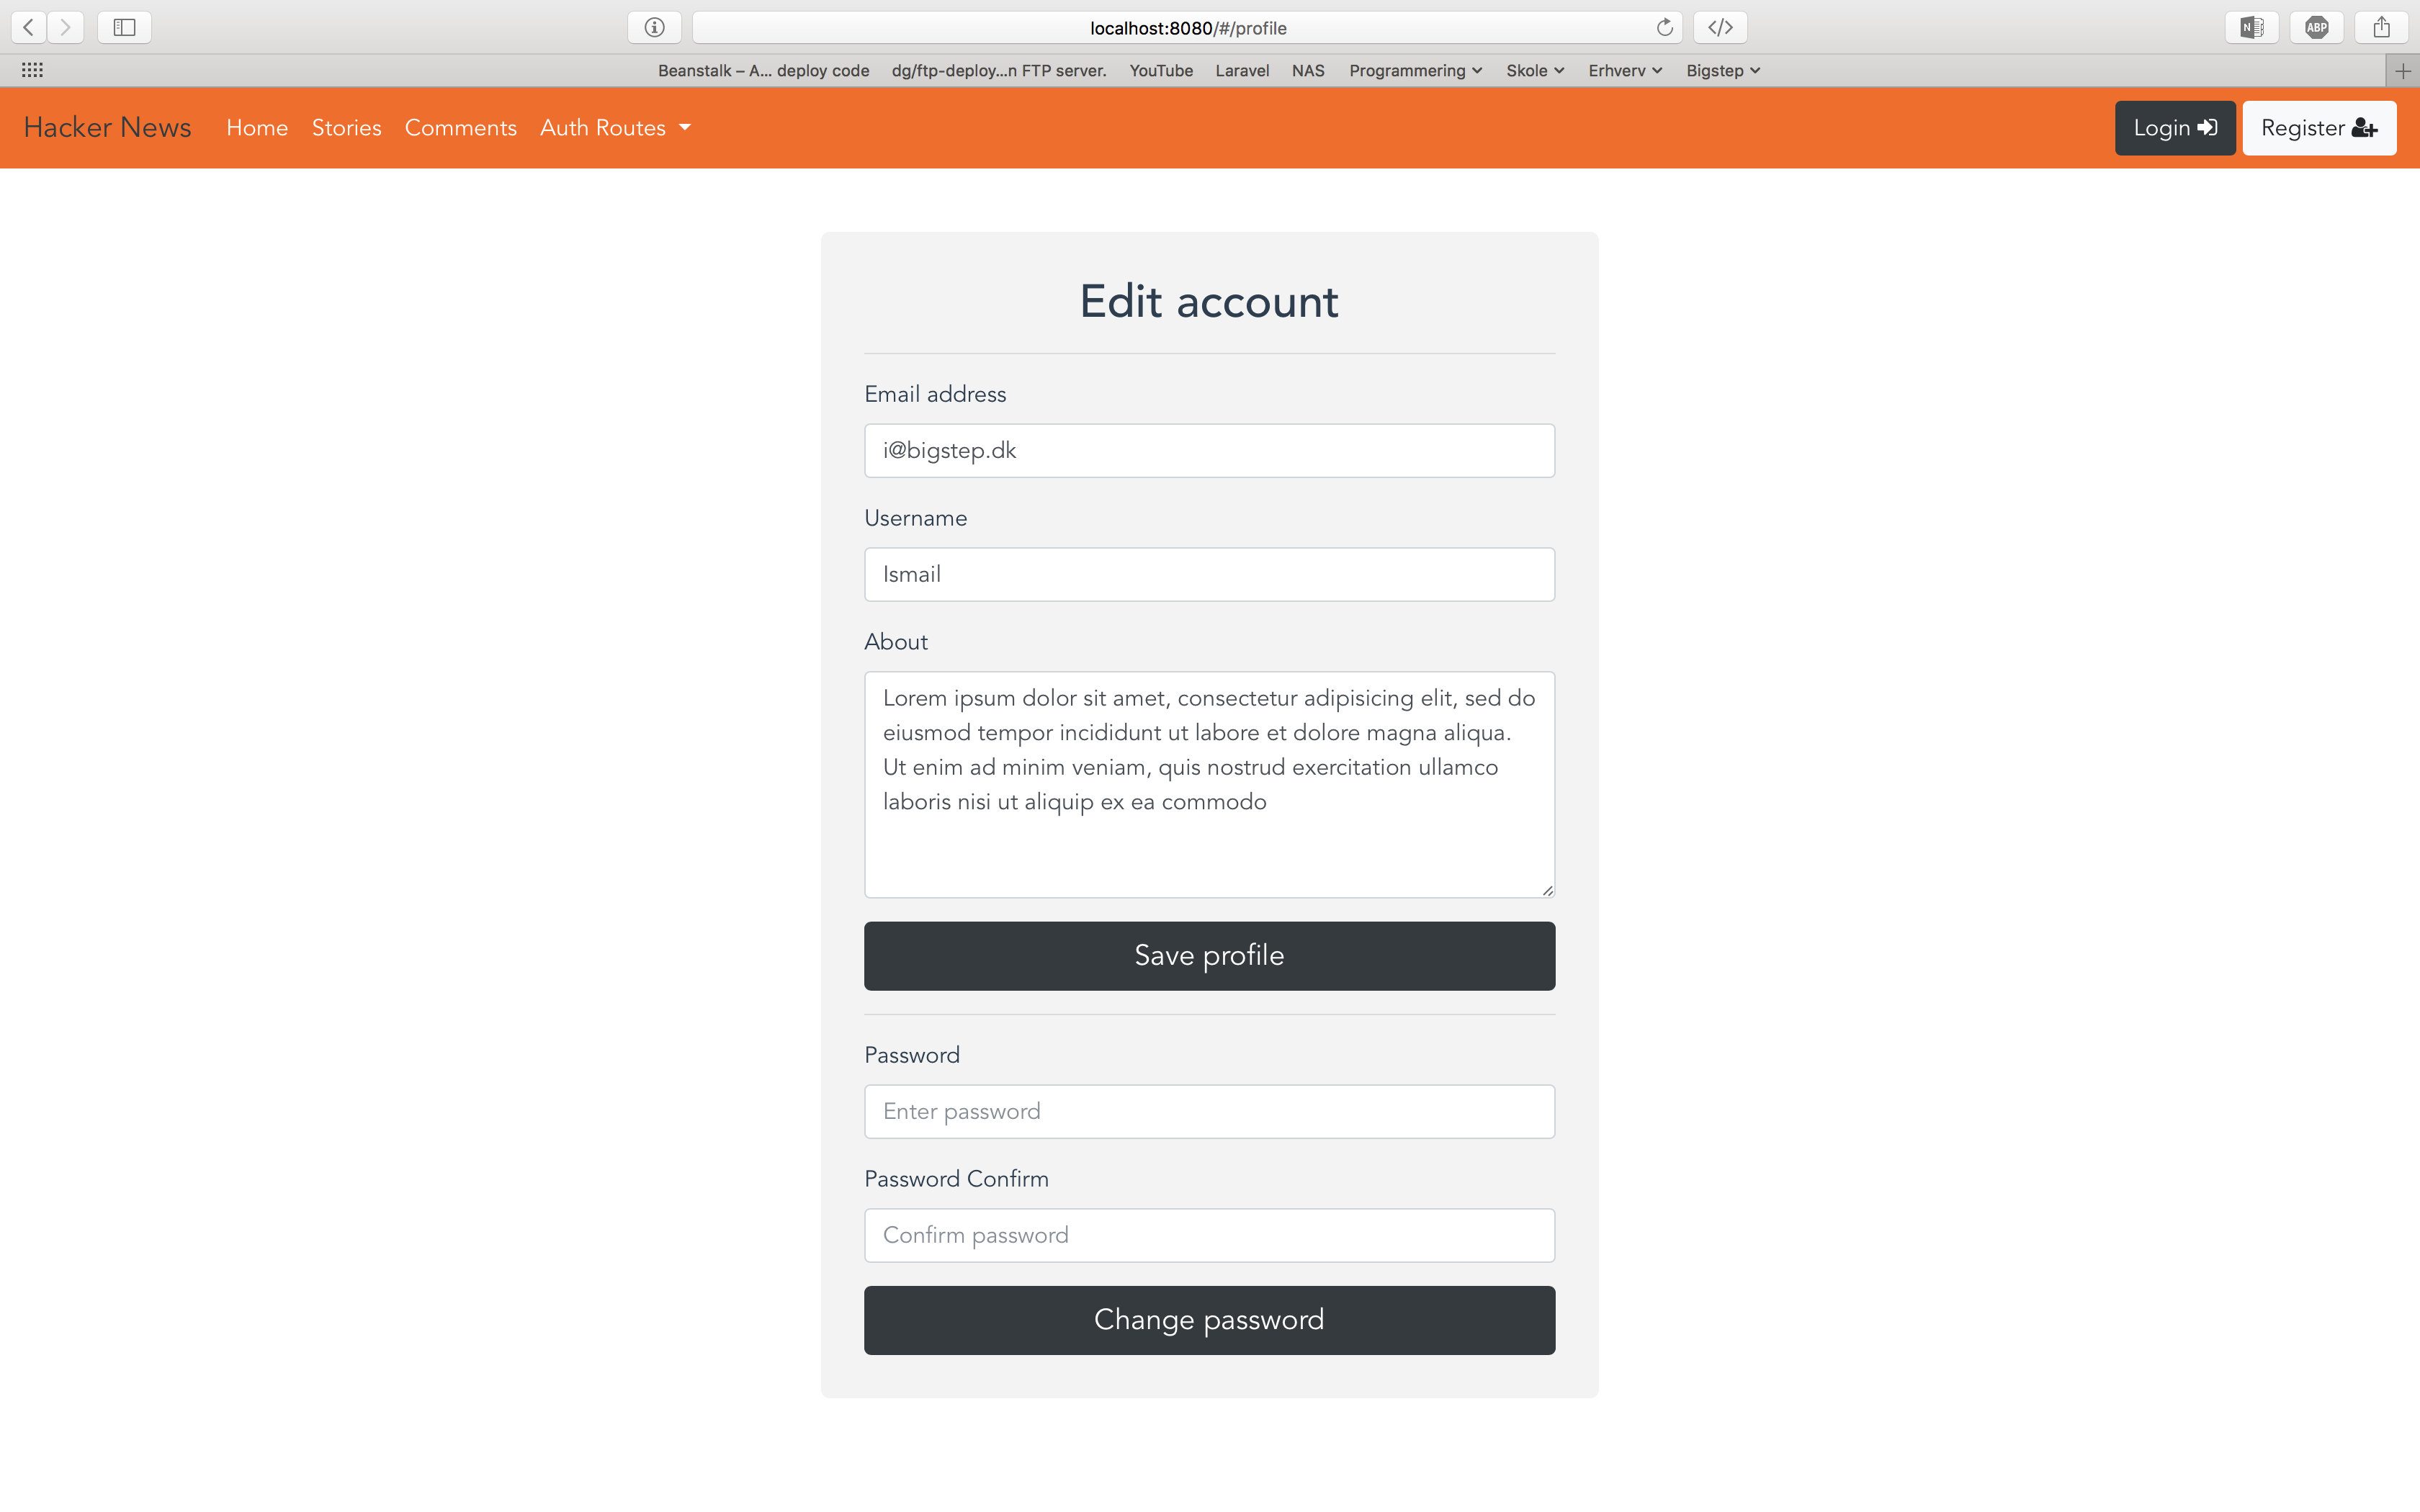 localhost:8080/#/profile
</>
N
ABP
Beanstalk – A... deploy code dg/ftp-deploy...n FTP server. YouTube Laravel NAS Programmering Skole Erhverv Bigstep
Hacker News Home Stories Comments Auth Routes Login Register
Edit account
Email address
i@bigstep.dk
Username
Ismail
About
Lorem ipsum dolor sit amet, consectetur adipisicing elit, sed do
eiusmod tempor incididunt ut labore et dolore magna aliqua.
Ut enim ad minim veniam, quis nostrud exercitation ullamco
laboris nisi ut aliquip ex ea commodo
Save profile
Password
Enter password
Password Confirm
Confirm password
Change password